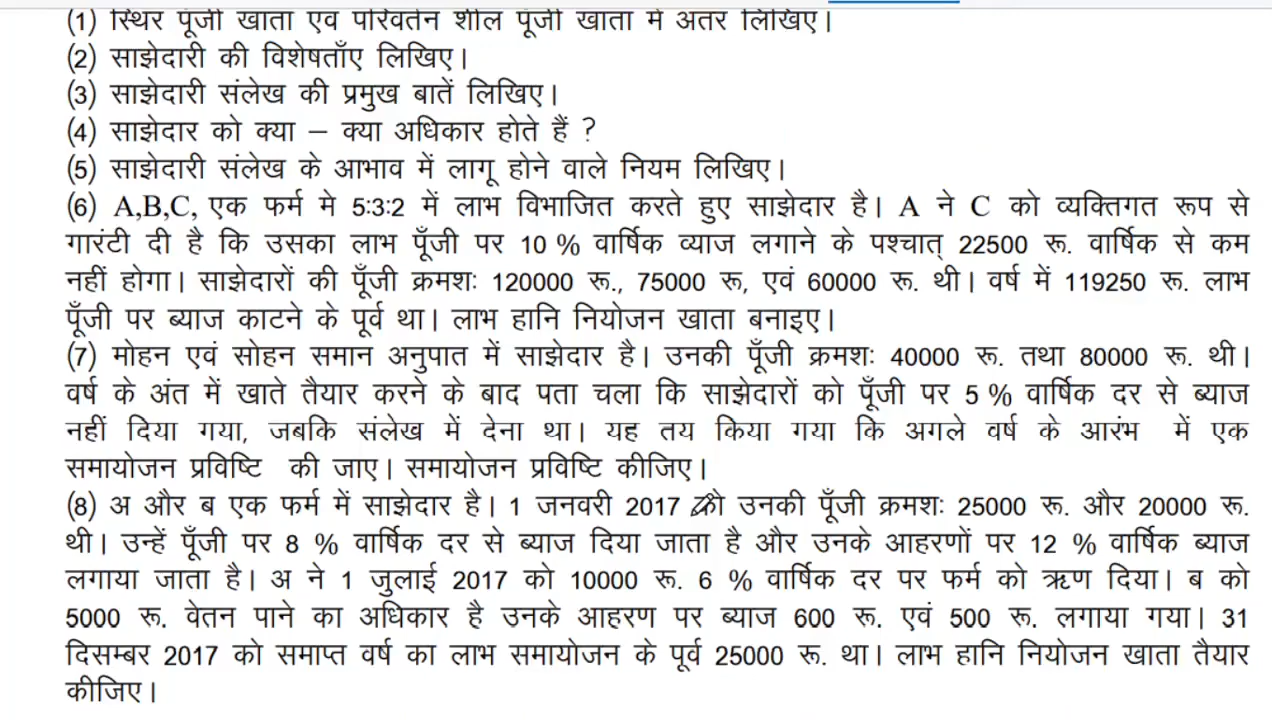 (1) स्थिर पूंजी खाता एवं परिवर्तन शील पूंजी खाता में अंतर लिखिए।
(2) साझेदारी की विशेषताँए लिखिए।
(3) साझेदारी संलेख की प्रमुख बातें लिखिए।
(4) साझेदार को क्या – क्या अधिकार होते हैं ?
(5) साझेदारी संलेख के आभाव में लागू होने वाले नियम लिखिए।
(6) A,B,C, एक फर्म मे 5:3:2 में लाभ विभाजित करते हुए साझेदार है। A ने C को व्यक्तिगत रूप से
गारंटी दी है कि उसका लाभ पूँजी पर 10 % वार्षिक व्याज लगाने के पश्चात् 22500 रू. वार्षिक से कम
नहीं होगा। साझेदारों की पूँजी क्रमशः 120000 रू., 75000 रू, एवं 60000 रू. थी। वर्ष में 119250 रू. लाभ
पूँजी पर ब्याज काटने के पूर्व था। लाभ हानि नियोजन खाता बनाइए।
(7) मोहन एवं सोहन समान अनुपात में साझेदार है। उनकी पूँजी क्रमशः 40000 रू. तथा 80000 रू. थी।
वर्ष के अंत में खाते तैयार करने के बाद पता चला कि साझेदारों को पूँजी पर 5 % वार्षिक दर से ब्याज
नहीं दिया गया, जबकि संलेख में देना था। यह तय किया गया कि अगले वर्ष के आरंभ में एक
समायोजन प्रविष्टि की जाए। समायोजन प्रविष्टि कीजिए।
(8) अ और ब एक फर्म में साझेदार है। 1 जनवरी 2017 को उनकी पूँजी क्रमशः 25000 रू. और 20000 रू.
थी। उन्हें पूँजी पर 8 % वार्षिक दर से ब्याज दिया जाता है और उनके आहरणों पर 12 % वार्षिक ब्याज
लगाया जाता है। अ ने 1 जुलाई 2017 को 10000 रू. 6 % वार्षिक दर पर फर्म को ऋण दिया। ब को
5000 रू. वेतन पाने का अधिकार है उनके आहरण पर ब्याज 600 रू. एवं 500 रू. लगाया गया। 31
दिसम्बर 2017 को समाप्त वर्ष का लाभ समायोजन के पूर्व 25000 रू. था। लाभ हानि नियोजन खाता तैयार
कीजिए।